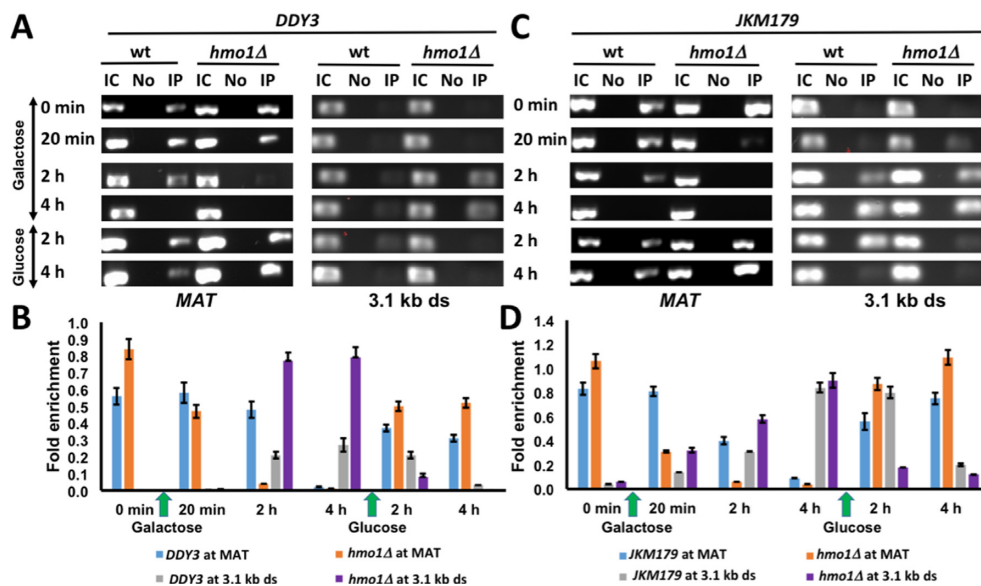 A DDY3 C JKM179
wt hmo1Δ wt hmo1Δ
IC No IP IC No IP IC No IP IC No IP IC No IP IC No IP IC No IP IC No IP
Galactose
0 min
20 min
2 h
4 h
Glucose
2 h
4 h
0 min
20 min
2 h
4 h
2 h
4 h
MAT 3.1 kb ds MAT 3.1 kb ds
B
Fold enrichment
1.0
0.9
0.8
0.7
0.6
0.5
0.4
0.3
0.2
0.1
0.0
0 min 20 min 2 h 4 h 2 h 4 h
Galactose Glucose
DDY3 at MAT hmo1Δ at MAT
DDY3 at 3.1 kb ds hmo1Δ at 3.1 kb ds
D
Fold enrichment
1.4
1.2
1.0
0.8
0.6
0.4
0.2
0.0
0 min 20 min 2 h 4 h 2 h 4 h
Galactose Glucose
JKM179 at MAT hmo1Δ at MAT
JKM179 at 3.1 kb ds hmo1Δ at 3.1 kb ds